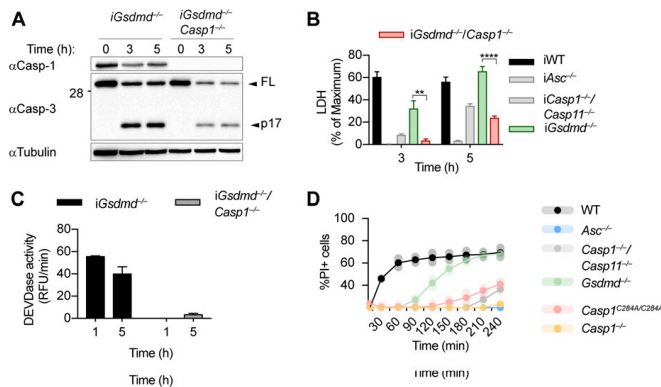 A
iGsdmd–/–
iGsdmd–/–
Casp1–/–
Time (h):
0 3 5 0 3 5
αCasp-1
28
FL
αCasp-3
p17
αTubulin
B
iGsdmd–/–/Casp1–/–
LDH
(% of Maximum)
80
60
40
20
0
**
****
3 5
Time (h)
iWT
iAsc–/–
iCasp1–/–/
Casp11–/–
iGsdmd–/–
C
iGsdmd–/–
iGsdmd–/–/
Casp1–/–
DEVDase activity
(RFU/min)
80
60
40
20
0
1 5 1 5
Time (h)
Time (h)
D
%PI+ cells
100
80
60
40
20
30 60 90 120 150 180 210 240
Time (min)
Time (min)
WT
Asc–/–
Casp1–/–/
Casp11–/–
Gsdmd–/–
Casp1C284A/C284A
Casp1–/–